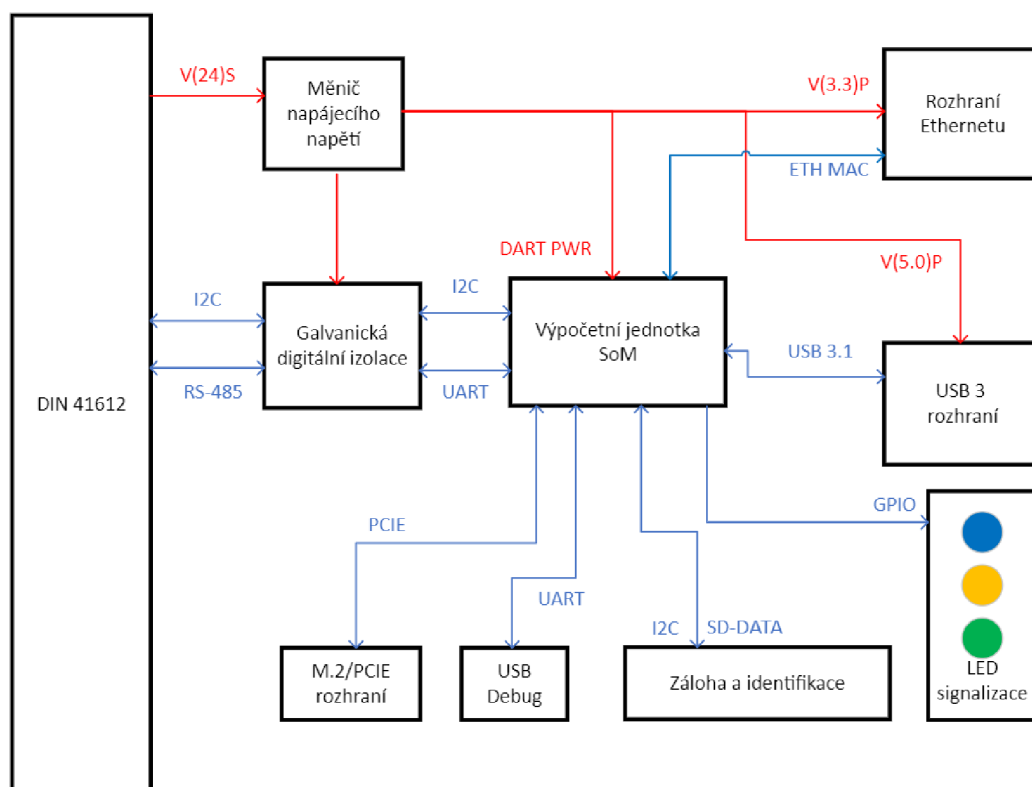 V(24)S
Měnič
napájecího
napětí
V(3.3)P
Rozhraní
Ethernetu
ETH MAC
DART PWR
V(5.0)P
I2C
I2C
Galvanická
digitální izolace
Výpočetní jednotka
SoM
USB 3.1
RS-485
UART
DIN 41612
USB 3
rozhraní
GPIO
PCIE
UART
I2C
SD-DATA
M.2/PCIE
rozhraní
USB
Debug
Záloha a identifikace
LED
signalizace